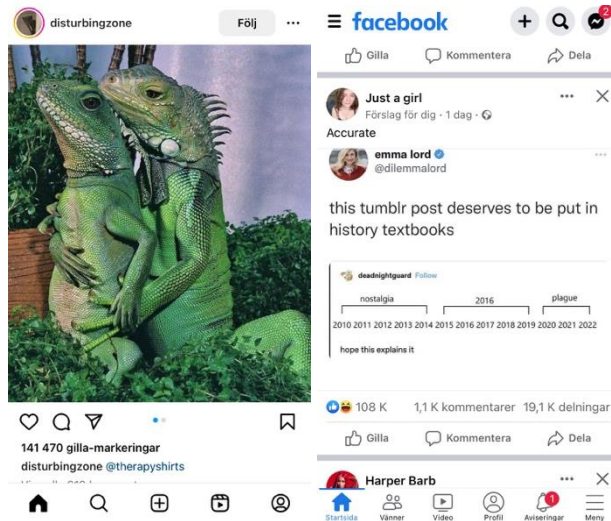 disturbingzone
Följ
141 470 gilla-markeringar
disturbingzone @therapyshirts
facebook
2
Gilla Kommentera Dela
Just a girl
Förslag för dig · 1 dag ·
Accurate
emma lord
@dilemmalord
this tumblr post deserves to be put in
history textbooks
deadnightguard Follow
nostalgia 2016 plague
2010 2011 2012 2013 2014 2015 2016 2017 2018 2019 2020 2021 2022
hope this explains it
108 K 1,1 K kommentarer 19,1 K delningar
Gilla Kommentera Dela
Harper Barb
1
Startsida Vänner Video Profil Aviseringar Meny